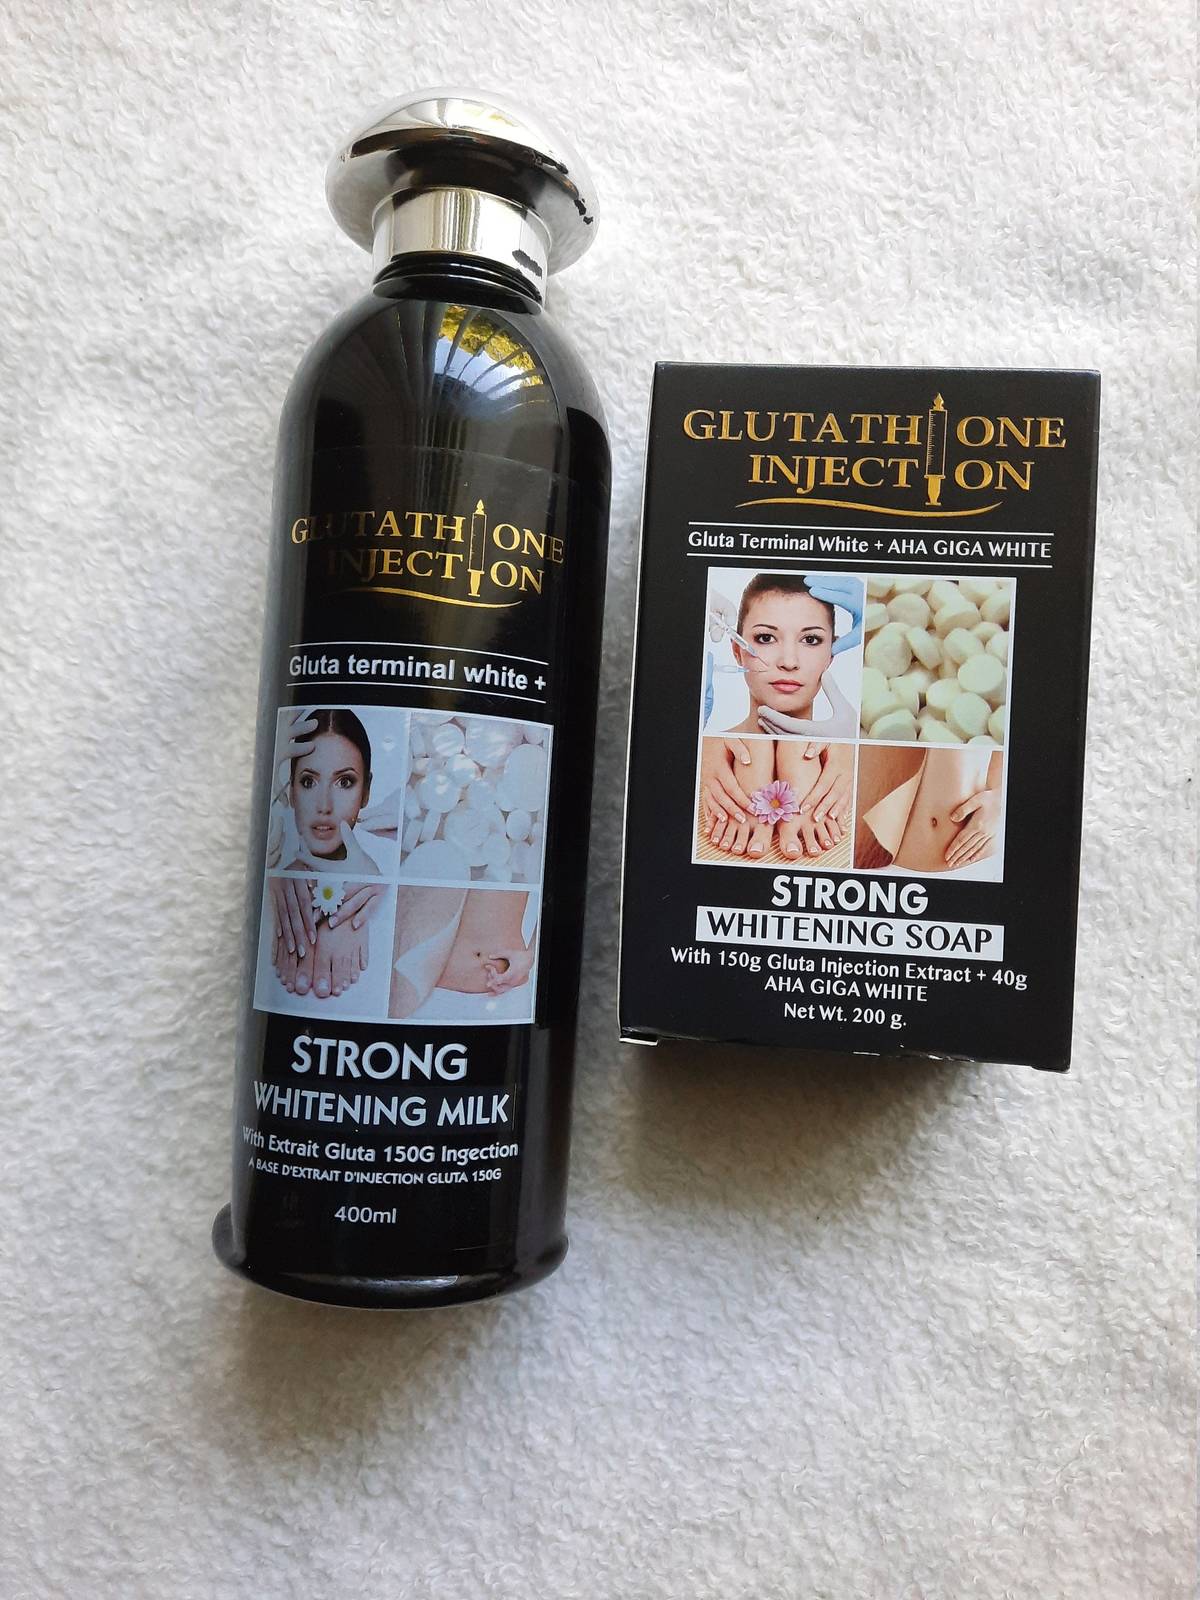 GLUTATHIONE
INJECTION
Gluta terminal white +
STRONG
WHITENING MILK
With Extrait Gluta 150G Ingection
A BASE D'EXTRAIT D'INJECTION GLUTA 150G
400ml
GLUTATHIONE
INJECTION
Gluta Terminal White + AHA GIGA WHITE
STRONG
WHITENING SOAP
With 150g Gluta Injection Extract + 40g
AHA GIGA WHITE
Net Wt. 200 g.